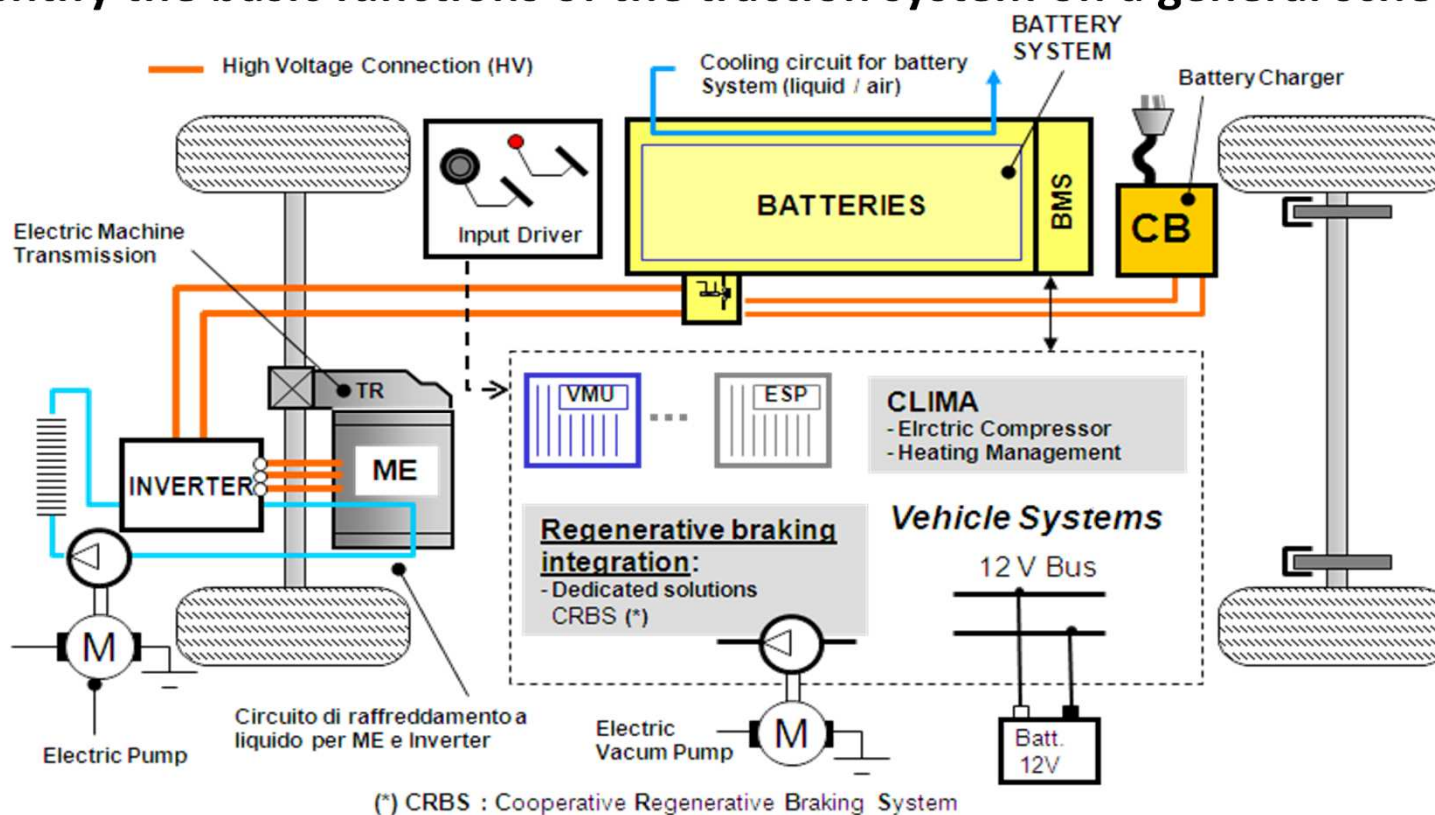 BATTERY
SYSTEM
High Voltage Connection (HV)
Cooling circuit for battery
System (liquid / air)
Battery Charger
Input Driver
BATTERIES
BMS
CB
Electric Machine
Transmission
TR
ME
INVERTER
VMU
...
ESP
CLIMA
- Elrctric Compressor
- Heating Management
Regenerative braking
integration:
- Dedicated solutions
CRBS (*)
Vehicle Systems
12 V Bus
M
Electric Pump
Circuito di raffreddamento a
liquido per ME e Inverter
Electric
Vacum Pump
M
Batt.
12V
(*) CRBS : Cooperative Regenerative Braking System